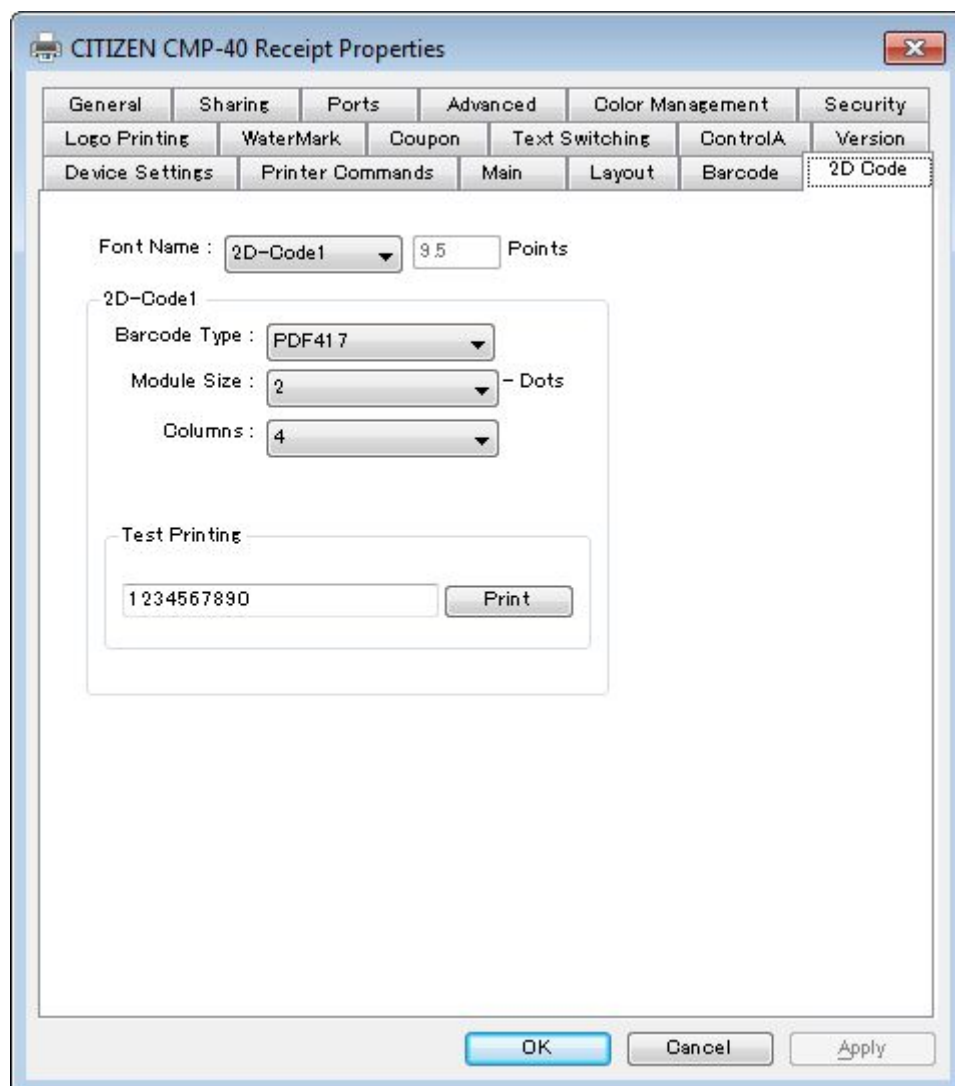 CITIZEN CMP-40 Receipt Properties
General Sharing Ports Advanced Color Management Security
Logo Printing WaterMark Coupon Text Switching ControlA Version
Device Settings Printer Commands Main Layout Barcode 2D Code
Font Name : 2D-Code1 9.5 Points
2D-Code1
Barcode Type : PDF417
Module Size : 2 - Dots
Columns : 4
Test Printing
1234567890 Print
OK Cancel Apply